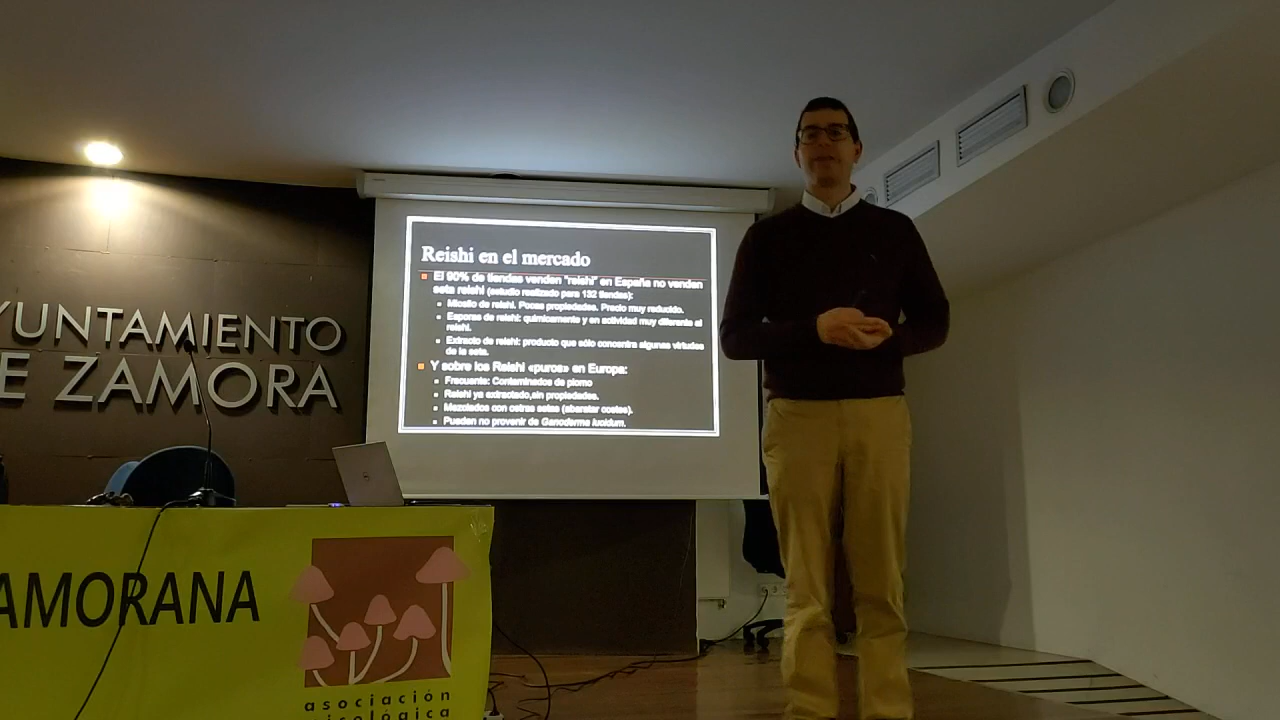 YUNTAMIENTO
E ZAMORA
Reishi en el mercado
El 90% de tiendas venden "reishi" en España no venden
seta reishi (estudio realizado para 132 tiendas):
Micelio de reishi. Pocas propiedades. Precio muy reducido.
Esporas de reishi: químicamente y en actividad muy diferente al
reishi.
Extracto de reishi: producto que sólo concentra algunas virtudes
de la seta.
Y sobre los Reishi «puros» en Europa:
Frecuente: Contaminados de plomo
Reishi ya extractado,sin propiedades.
Mezclados con ostras setas (abaratar costes).
Pueden no provenir de Ganoderma lucidum.
AMORANA
asociación
micológica